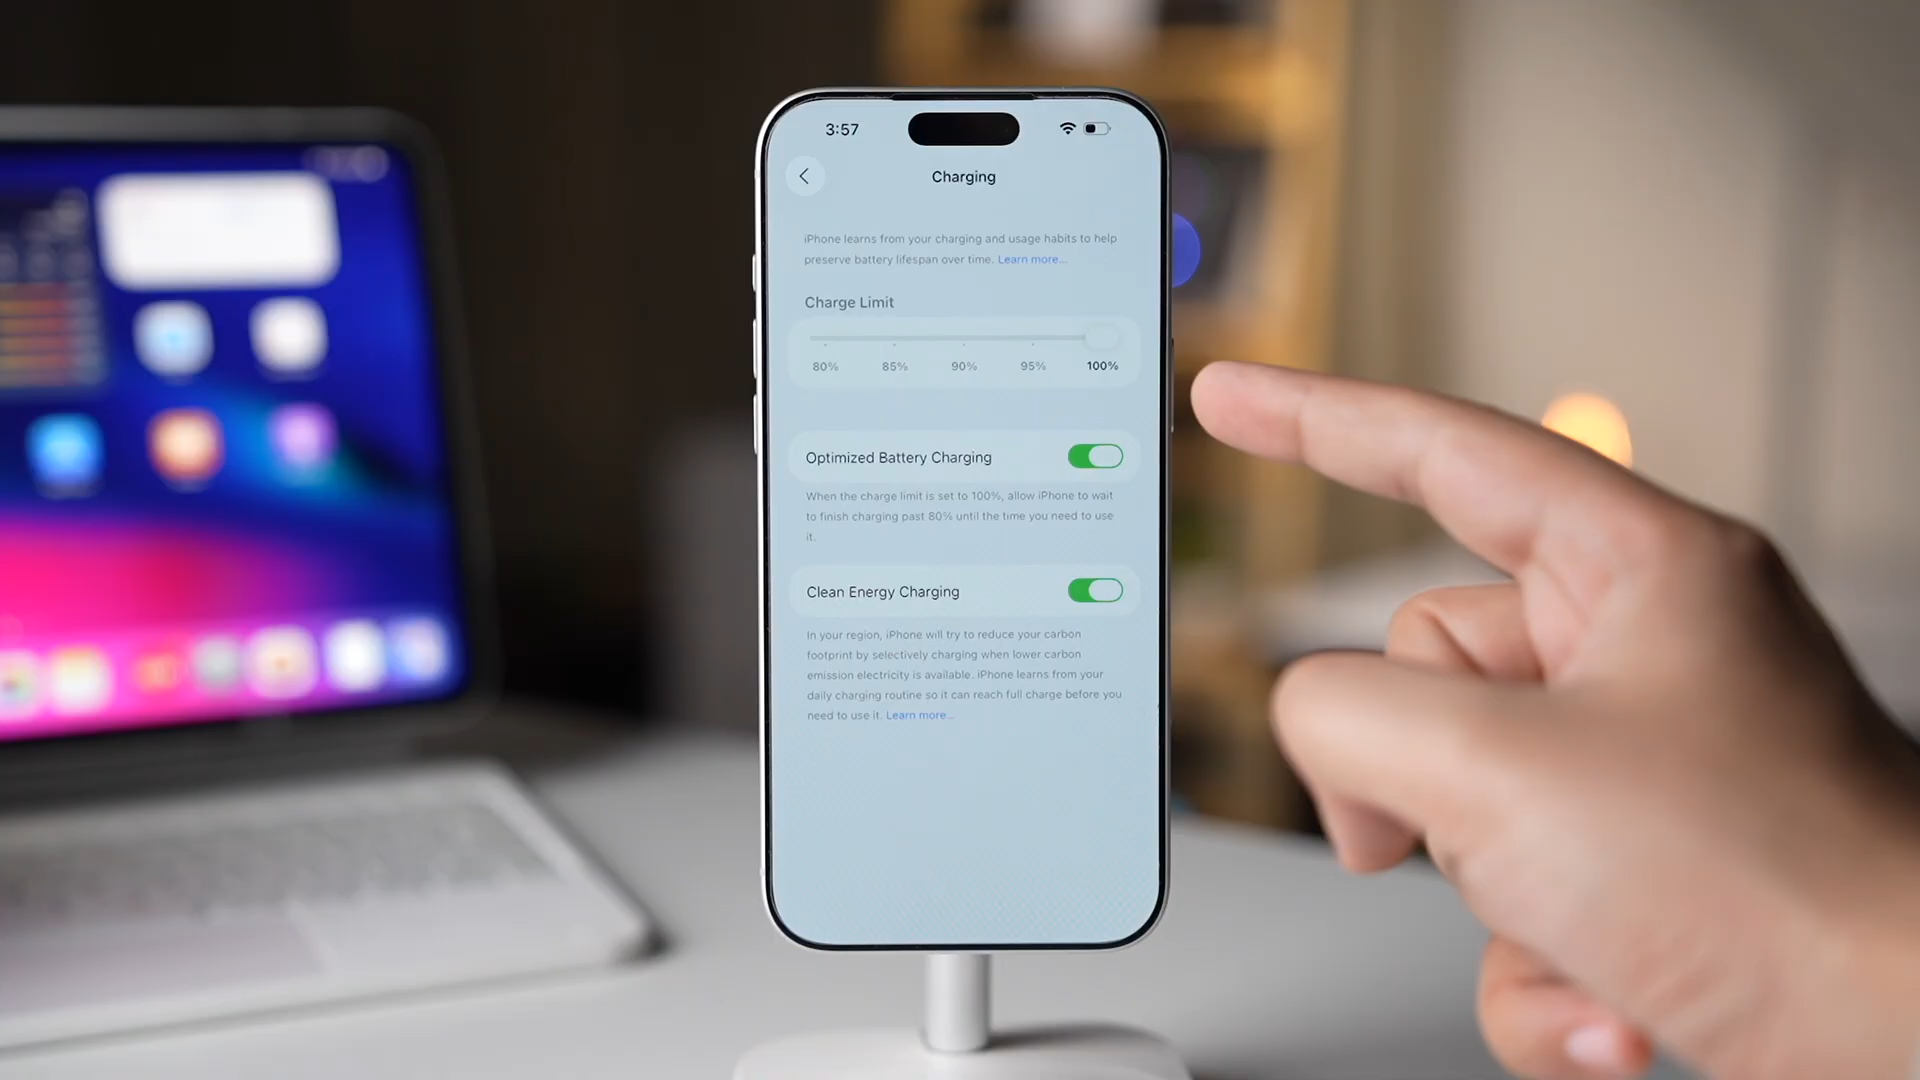 3:57
Charging
iPhone learns from your charging and usage habits to help
preserve battery lifespan over time. Learn more...
Charge Limit
80% 85% 90% 95% 100%
Optimized Battery Charging
When the charge limit is set to 100%, allow iPhone to wait
to finish charging past 80% until the time you need to use
it.
Clean Energy Charging
In your region, iPhone will try to reduce your carbon
footprint by selectively charging when lower carbon
emission electricity is available. iPhone learns from your
daily charging routine so it can reach full charge before you
need to use it. Learn more...